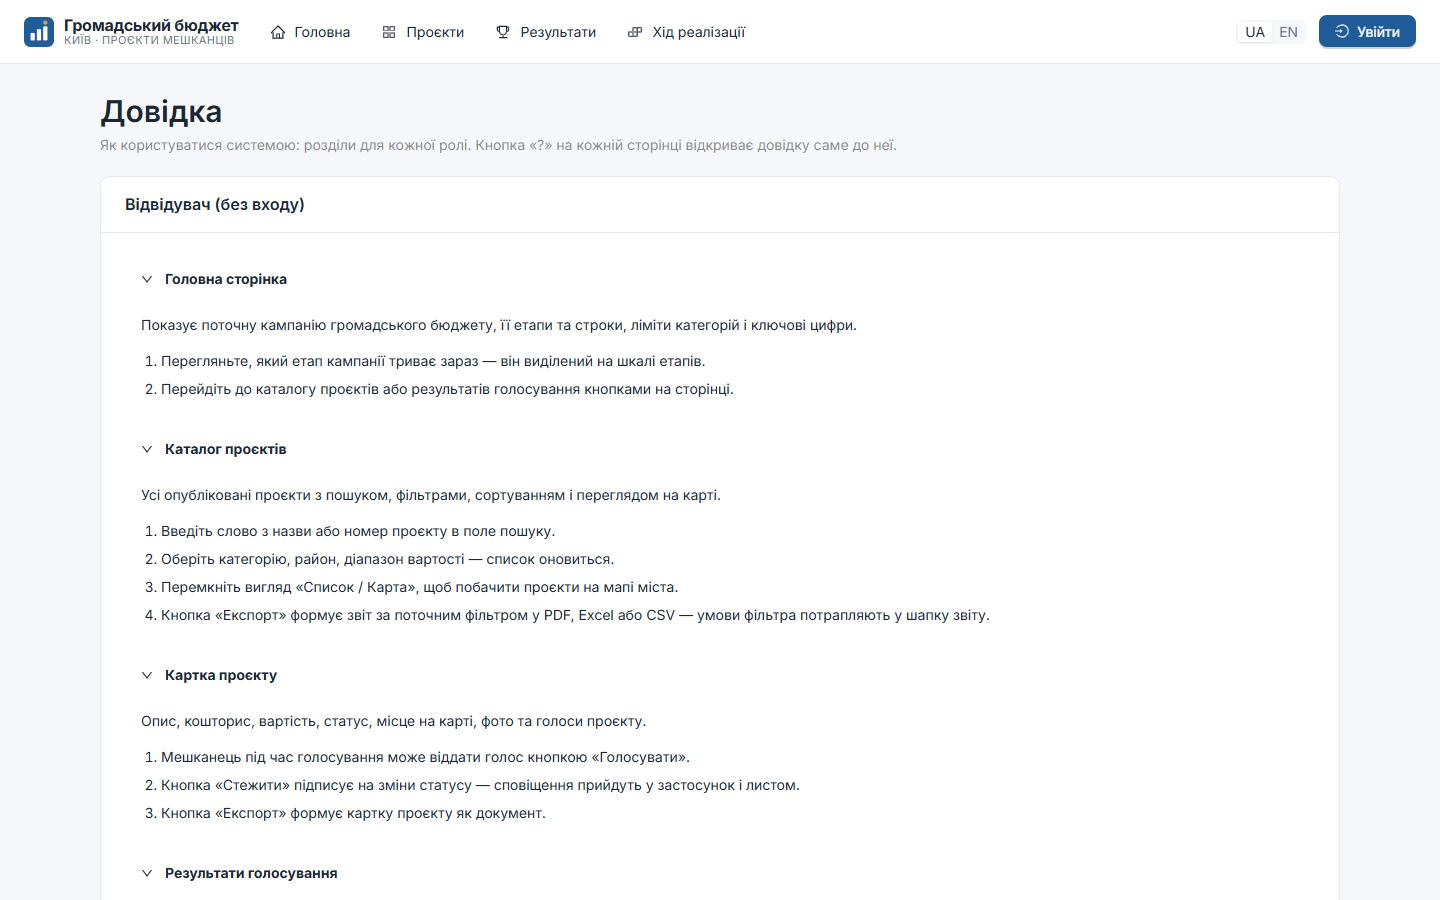 Громадський бюджет
КИЇВ · ПРОЄКТИ МЕШКАНЦІВ
Головна
Проєкти
Результати
Хід реалізації
UA EN
Увійти
Довідка
Як користуватися системою: розділи для кожної ролі. Кнопка «?» на кожній сторінці відкриває довідку саме до неї.
Відвідувач (без входу)
Головна сторінка
Показує поточну кампанію громадського бюджету, її етапи та строки, ліміти категорій і ключові цифри.
1. Перегляньте, який етап кампанії триває зараз — він виділений на шкалі етапів.
2. Перейдіть до каталогу проєктів або результатів голосування кнопками на сторінці.
Каталог проєктів
Усі опубліковані проєкти з пошуком, фільтрами, сортуванням і переглядом на карті.
1. Введіть слово з назви або номер проєкту в поле пошуку.
2. Оберіть категорію, район, діапазон вартості — список оновиться.
3. Перемкніть вигляд «Список / Карта», щоб побачити проєкти на мапі міста.
4. Кнопка «Експорт» формує звіт за поточним фільтром у PDF, Excel або CSV — умови фільтра потрапляють у шапку звіту.
Картка проєкту
Опис, кошторис, вартість, статус, місце на карті, фото та голоси проєкту.
1. Мешканець під час голосування може віддати голос кнопкою «Голосувати».
2. Кнопка «Стежити» підписує на зміни статусу — сповіщення прийдуть у застосунок і листом.
3. Кнопка «Експорт» формує картку проєкту як документ.
Результати голосування